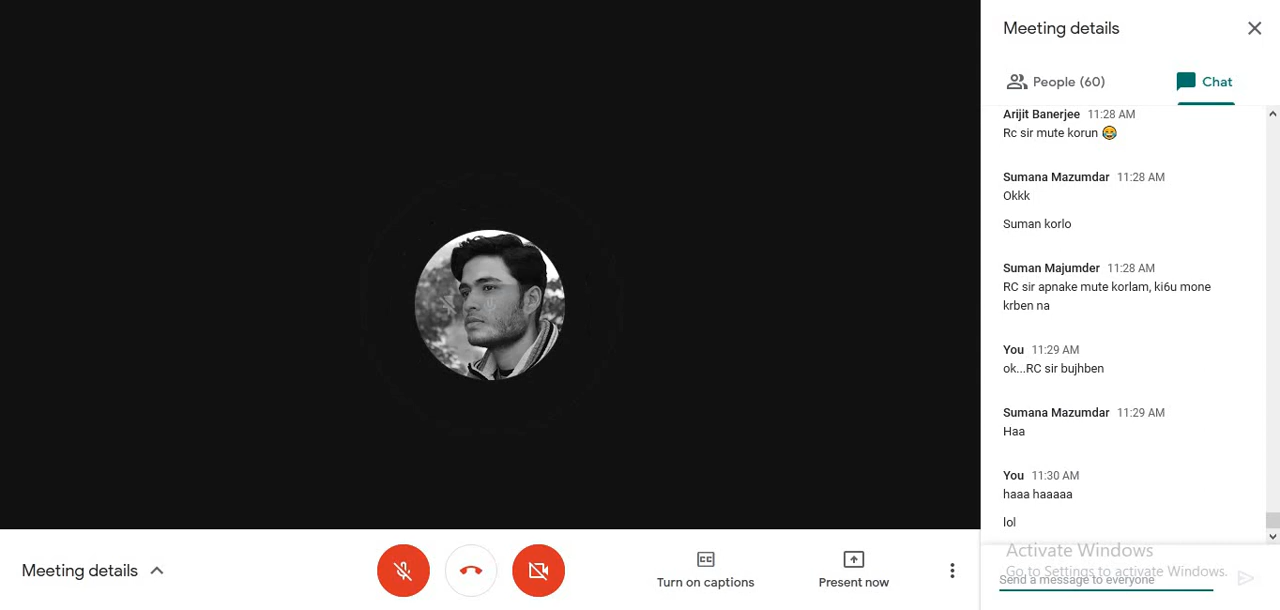 Meeting details
People (60)
Chat
Arijit Banerjee 11:28 AM
Rc sir mute korun 😂
Sumana Mazumdar 11:28 AM
Okkk
Suman korlo
Suman Majumder 11:28 AM
RC sir apnake mute korlam, ki6u mone
krben na
You 11:29 AM
ok...RC sir bujhben
Sumana Mazumdar 11:29 AM
Haa
You 11:30 AM
haaa haaaaa
lol
Activate Windows
Go to Settings to activate Windows.
Send a message to everyone
Meeting details
CC
Turn on captions
Present now